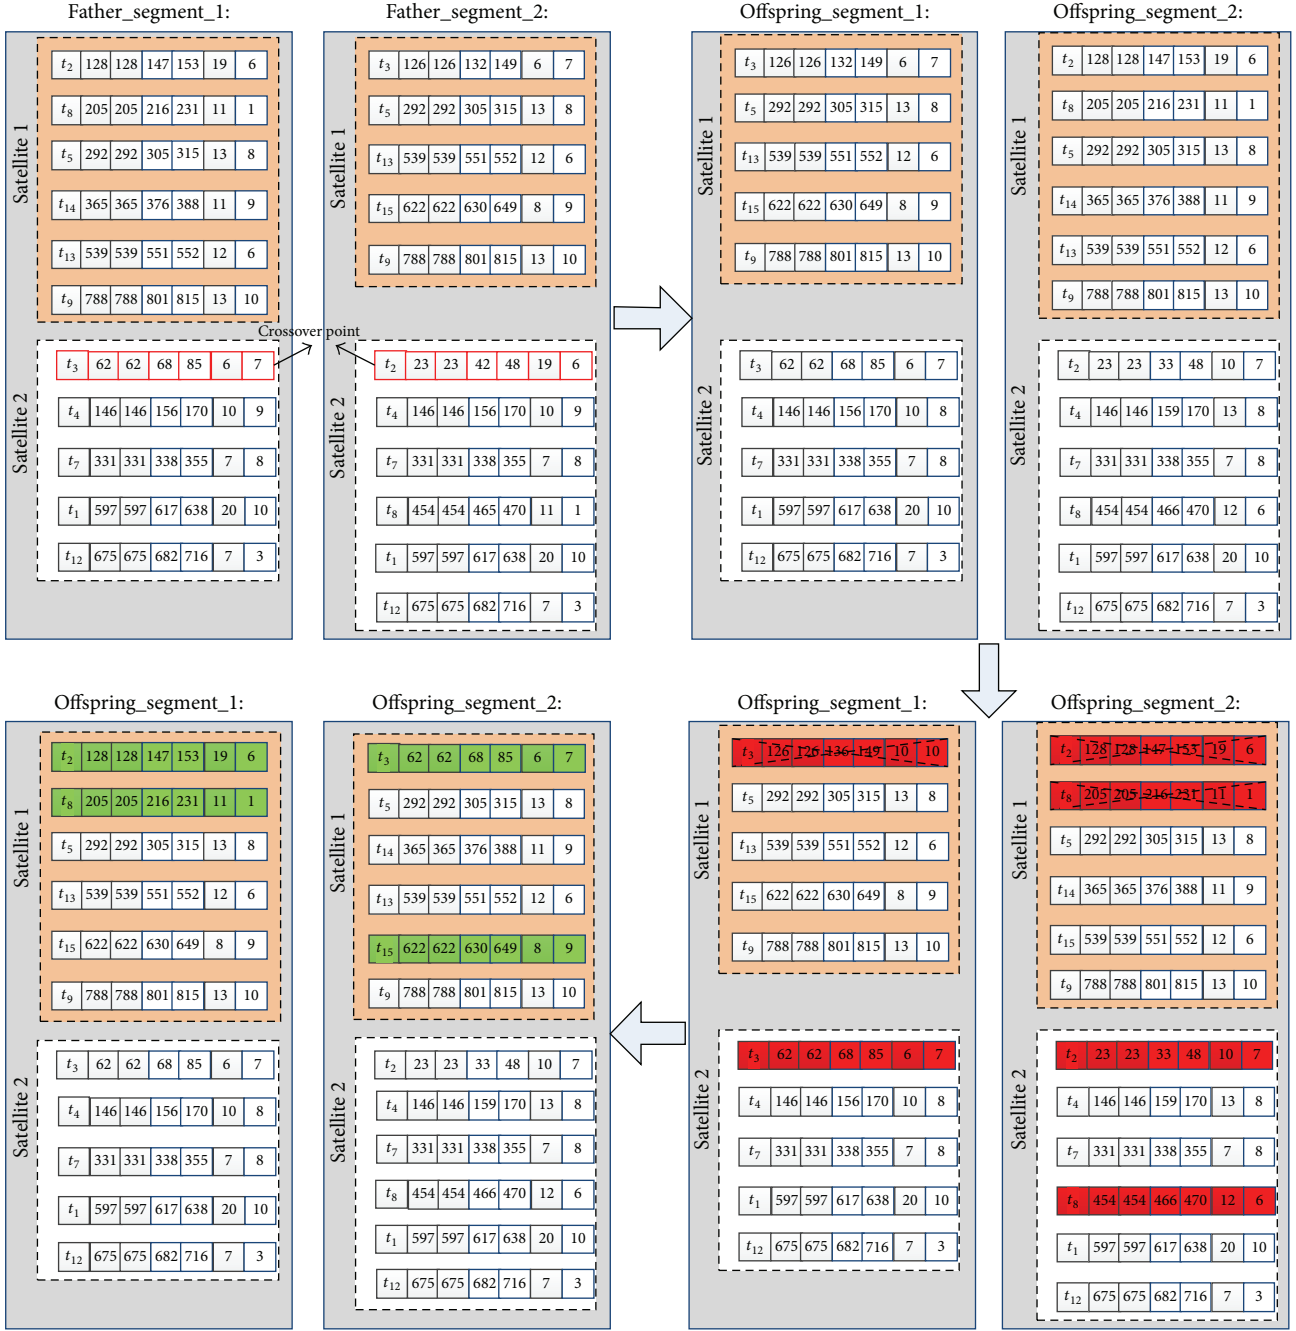 Father_segment_1:
Satellite 1
t2 128 128 147 153 19 6
t8 205 205 216 231 11 1
t5 292 292 305 315 13 8
t14 365 365 376 388 11 9
t13 539 539 551 552 12 6
t9 788 788 801 815 13 10
Satellite 2
t3 62 62 68 85 6 7
t4 146 146 156 170 10 9
t7 331 331 338 355 7 8
t1 597 597 617 638 20 10
t12 675 675 682 716 7 3
Crossover point
Father_segment_2:
Satellite 1
t3 126 126 132 149 6 7
t5 292 292 305 315 13 8
t13 539 539 551 552 12 6
t15 622 622 630 649 8 9
t9 788 788 801 815 13 10
Satellite 2
t2 23 23 42 48 19 6
t4 146 146 156 170 10 9
t7 331 331 338 355 7 8
t8 454 454 465 470 11 1
t1 597 597 617 638 20 10
t12 675 675 682 716 7 3
Offspring_segment_1:
Satellite 1
t3 126 126 132 149 6 7
t5 292 292 305 315 13 8
t13 539 539 551 552 12 6
t15 622 622 630 649 8 9
t9 788 788 801 815 13 10
Satellite 2
t3 62 62 68 85 6 7
t4 146 146 156 170 10 8
t7 331 331 338 355 7 8
t1 597 597 617 638 20 10
t12 675 675 682 716 7 3
Offspring_segment_2:
Satellite 1
t2 128 128 147 153 19 6
t8 205 205 216 231 11 1
t5 292 292 305 315 13 8
t14 365 365 376 388 11 9
t13 539 539 551 552 12 6
t9 788 788 801 815 13 10
Satellite 2
t2 23 23 33 48 10 7
t4 146 146 159 170 13 8
t7 331 331 338 355 7 8
t8 454 454 466 470 12 6
t1 597 597 617 638 20 10
t12 675 675 682 716 7 3
Offspring_segment_1:
Satellite 1
t2 128 128 147 153 19 6
t8 205 205 216 231 11 1
t5 292 292 305 315 13 8
t13 539 539 551 552 12 6
t15 622 622 630 649 8 9
t9 788 788 801 815 13 10
Satellite 2
t3 62 62 68 85 6 7
t4 146 146 156 170 10 8
t7 331 331 338 355 7 8
t1 597 597 617 638 20 10
t12 675 675 682 716 7 3
Offspring_segment_2:
Satellite 1
t3 62 62 68 85 6 7
t5 292 292 305 315 13 8
t14 365 365 376 388 11 9
t13 539 539 551 552 12 6
t15 622 622 630 649 8 9
t9 788 788 801 815 13 10
Satellite 2
t2 23 23 33 48 10 7
t4 146 146 159 170 13 8
t7 331 331 338 355 7 8
t8 454 454 466 470 12 6
t1 597 597 617 638 20 10
t12 675 675 682 716 7 3
Offspring_segment_1:
Satellite 1
t3 126 126 136 149 10 10
t5 292 292 305 315 13 8
t13 539 539 551 552 12 6
t15 622 622 630 649 8 9
t9 788 788 801 815 13 10
Satellite 2
t3 62 62 68 85 6 7
t4 146 146 156 170 10 8
t7 331 331 338 355 7 8
t1 597 597 617 638 20 10
t12 675 675 682 716 7 3
Offspring_segment_2:
Satellite 1
t2 128 128 147 153 19 6
t8 205 205 216 231 11 1
t5 292 292 305 315 13 8
t14 365 365 376 388 11 9
t15 539 539 551 552 12 6
t9 788 788 801 815 13 10
Satellite 2
t2 23 23 33 48 10 7
t4 146 146 159 170 13 8
t7 331 331 338 355 7 8
t8 454 454 466 470 12 6
t1 597 597 617 638 20 10
t12 675 675 682 716 7 3